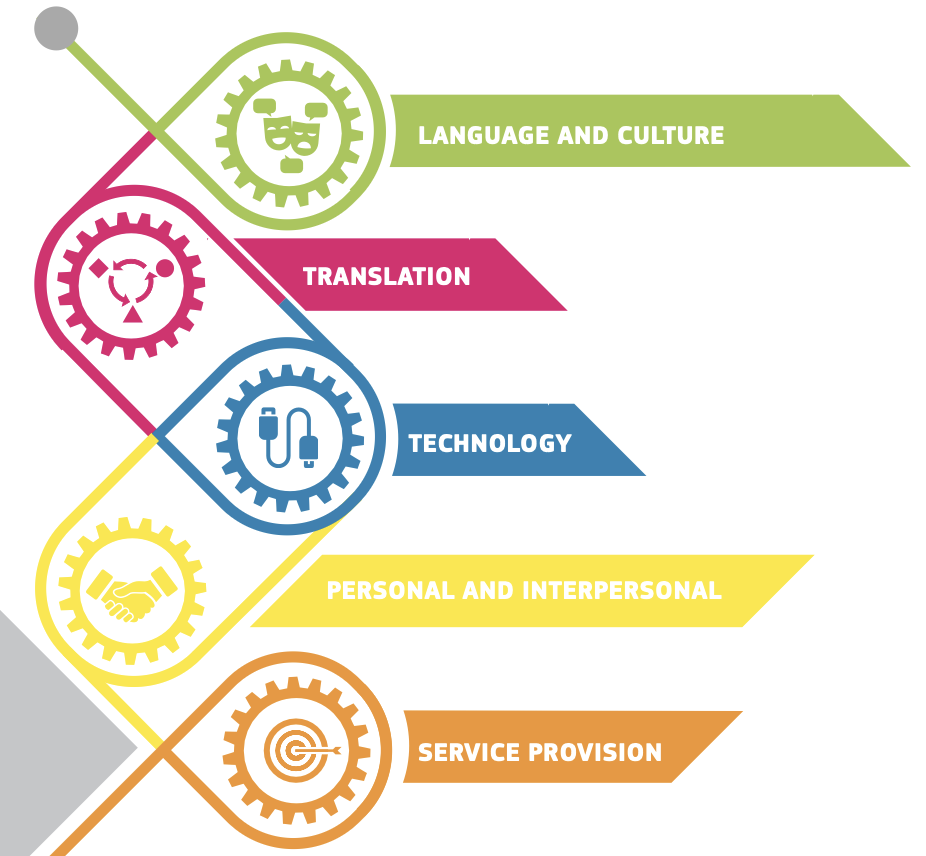 LANGUAGE AND CULTURE
TRANSLATION
TECHNOLOGY
PERSONAL AND INTERPERSONAL
SERVICE PROVISION